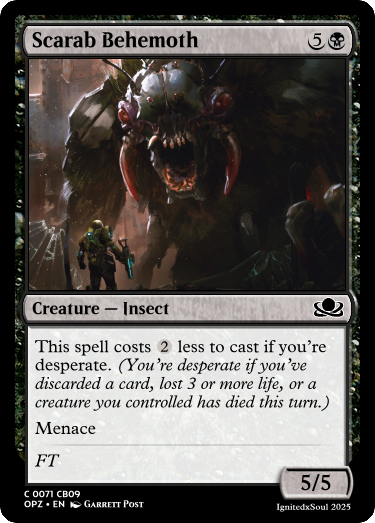 Scarab Behemoth 5
Creature — Insect
This spell costs 2 less to cast if you're
desperate. (You're desperate if you've
discarded a card, lost 3 or more life, or a
creature you controlled has died this turn.)
Menace
FT
5/5
C 0071 CB09
OPZ • EN Garrett Post
IgnitedxSoul 2025